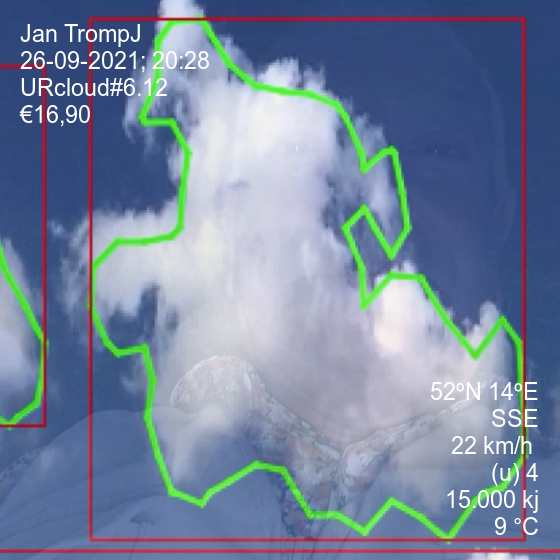 Jan TrompJ
26-09-2021; 20:28
URcloud#6.12
€16,90
52ºN 14ºE
SSE
22 km/h
(u) 4
15.000 kj
9 °C